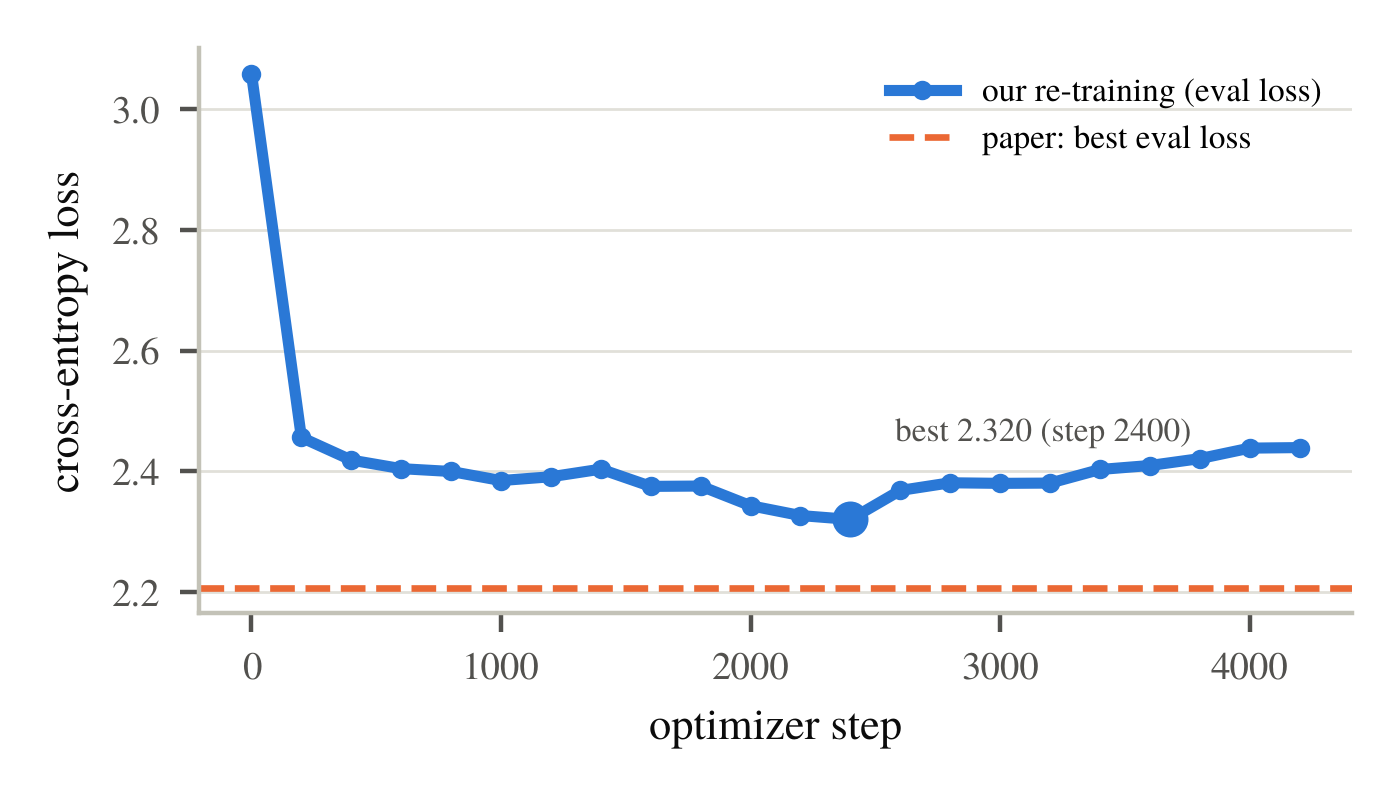 our re-training (eval loss)
paper: best eval loss
cross-entropy loss
3.0
2.8
2.6
2.4
2.2
best 2.320 (step 2400)
0 1000 2000 3000 4000
optimizer step